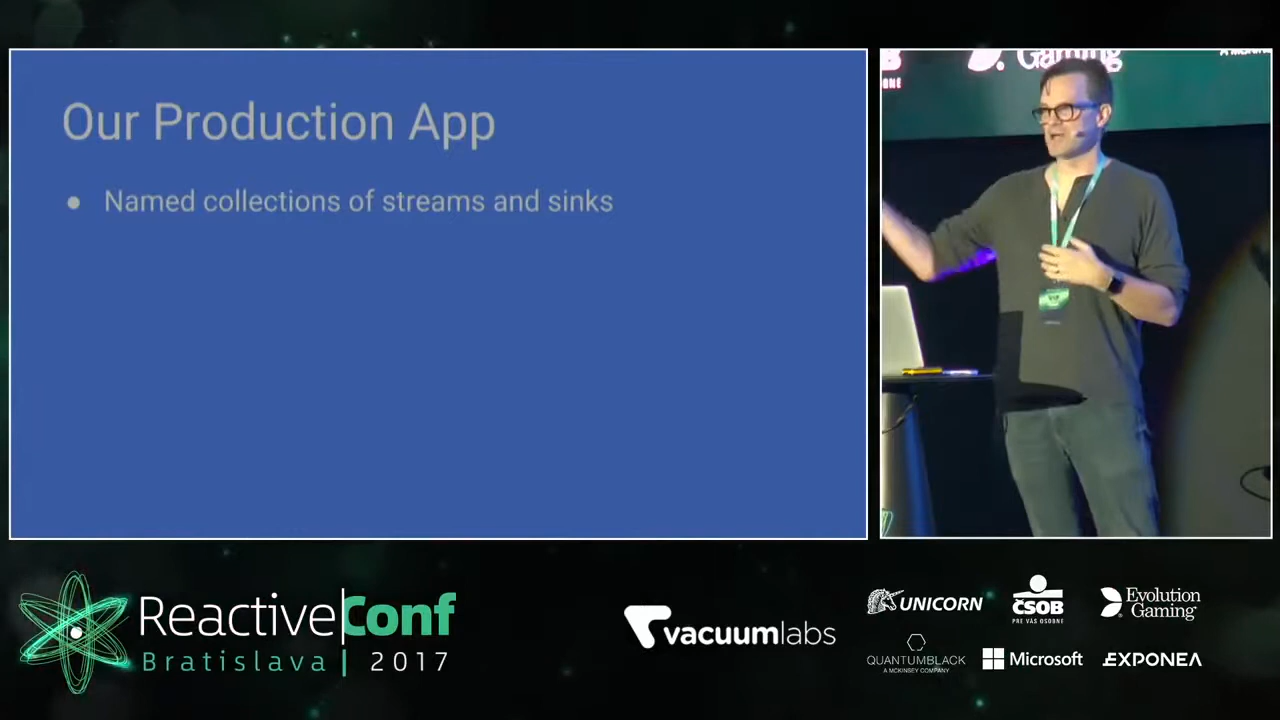 Our Production App
● Named collections of streams and sinks
Gaming
ReactiveConf
Bratislava | 2017
vacuumlabs
UNICORN
ČSOB
PRE VÁS OSOBNE
Evolution
Gaming
QUANTUMBLACK
A MCKINSEY COMPANY
Microsoft
EXPONEA